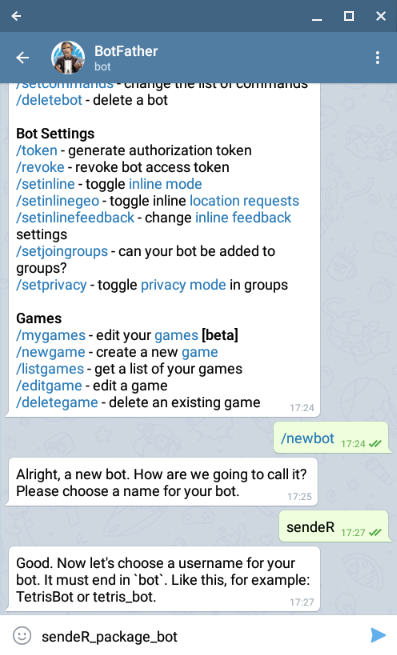 BotFather
bot
/setcommands - change the list of commands
/deletebot - delete a bot
Bot Settings
/token - generate authorization token
/revoke - revoke bot access token
/setinline - toggle inline mode
/setinlinegeo - toggle inline location requests
/setinlinefeedback - change inline feedback
settings
/setjoingroups - can your bot be added to
groups?
/setprivacy - toggle privacy mode in groups
Games
/mygames - edit your games [beta]
/newgame - create a new game
/listgames - get a list of your games
/editgame - edit a game
/deletegame - delete an existing game
17:24
/newbot 17:24
Alright, a new bot. How are we going to call it?
Please choose a name for your bot.
17:25
sendeR 17:27
Good. Now let's choose a username for your
bot. It must end in `bot`. Like this, for example:
TetrisBot or tetris_bot.
17:27
sendeR_package_bot